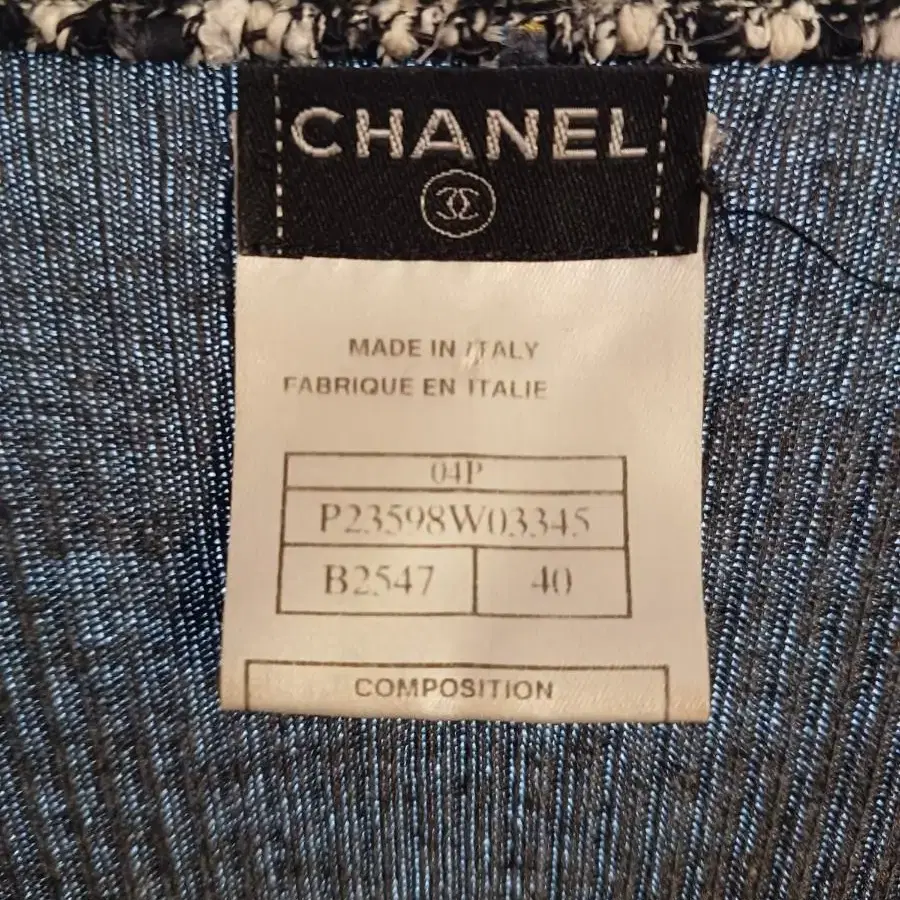 CHANEL
MADE IN ITALY
FABRIQUE EN ITALIE
04P
P23598W03345
B2547 40
COMPOSITION